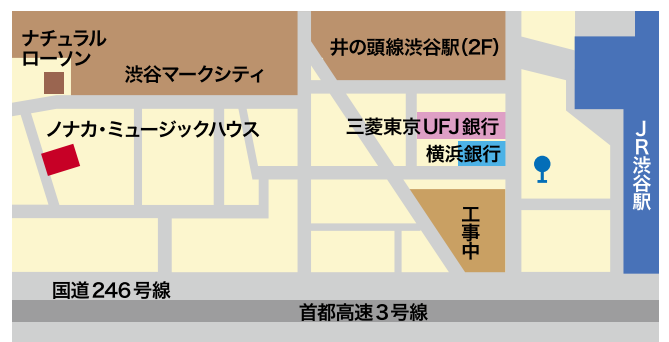 ナチュラル
ローソン
渋谷マークシティ
井の頭線渋谷駅(2F)
ノナカ・ミュージックハウス
三菱東京UFJ銀行
横浜銀行
JR渋谷駅
工事中
国道246号線
首都高速3号線